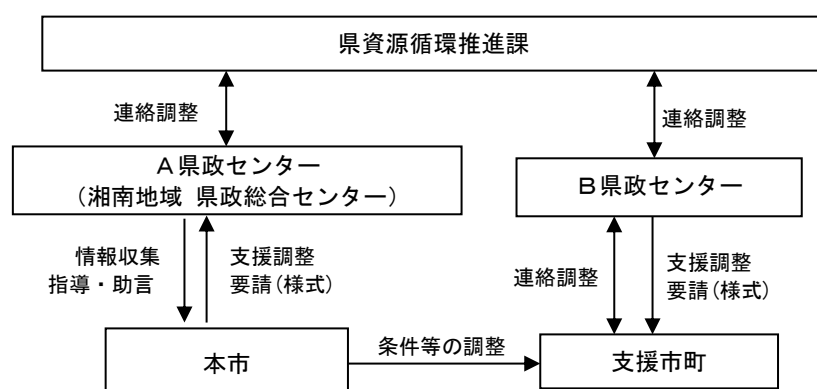 県資源循環推進課
連絡調整
連絡調整
A県政センター
(湘南地域 県政総合センター)
B県政センター
情報収集
指導・助言
支援調整
要請(様式)
連絡調整
支援調整
要請(様式)
本市
条件等の調整
支援市町